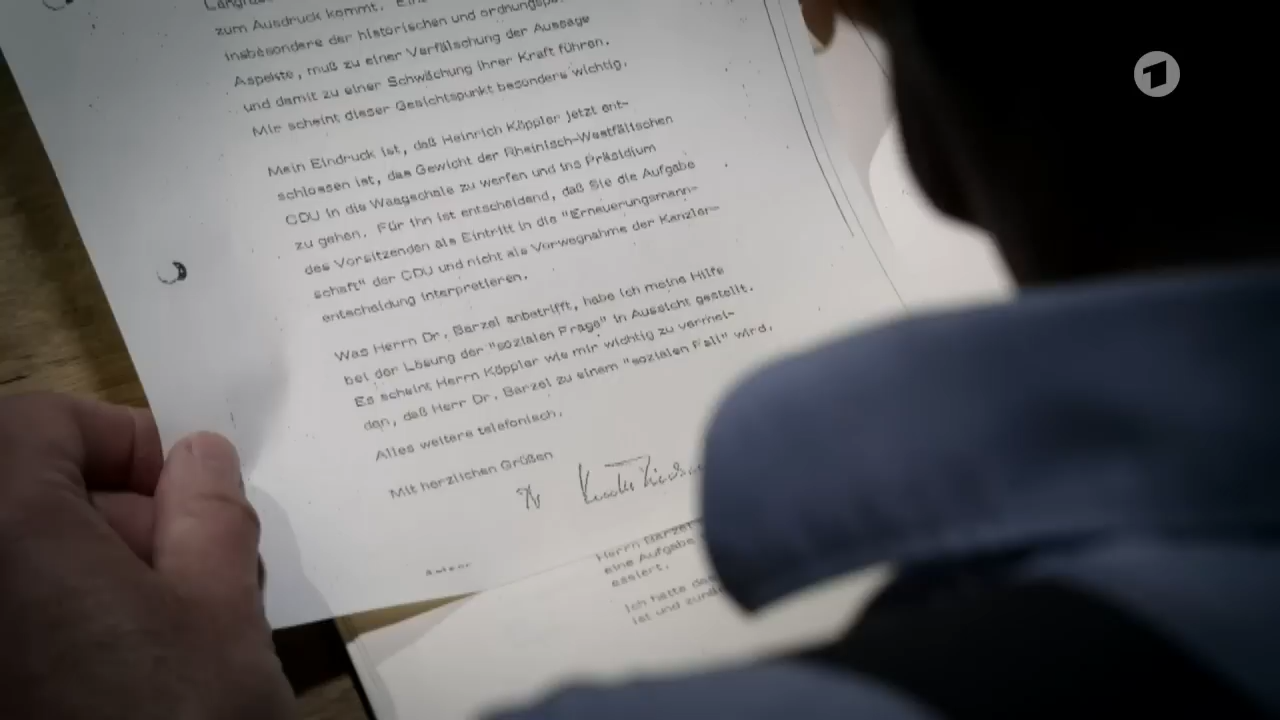 zum Ausdruck kommt.
insbesondere der historischen und
Aspekte, muß zu einer Verfälschung der Aussage
und damit zu einer Schwächung ihrer Kraft führen.
Mir scheint dieser Gesichtspunkt besonders wichtig.
Mein Eindruck ist, daß Heinrich Köppler jetzt ent-
schlossen ist, das Gewicht der Rheinisch-Westfälischen
CDU in die Waagschale zu werfen und ins Präsidium
zu gehen. Für ihn ist entscheidend, daß Sie die Aufgabe
des Vorsitzenden als Eintritt in die "Erneuerungsmann-
schaft" der CDU und nicht als Vorwegnahme der Kanzler-
entscheidung interpretieren.
Was Herrn Dr. Barzel anbetrifft, habe ich meine Hilfe
bei der Lösung der "sozialen Frage" in Aussicht gestellt.
Es scheint Herrn Köppler wie mir wichtig zu vermei-
den, daß Herr Dr. Barzel zu einem "sozialen Fall" wird.
Alles weitere telefonisch.
Mit herzlichen Grüßen
Herrn Barzel
eine Aufgabe
essiert.
Ich hatte
ist und
1